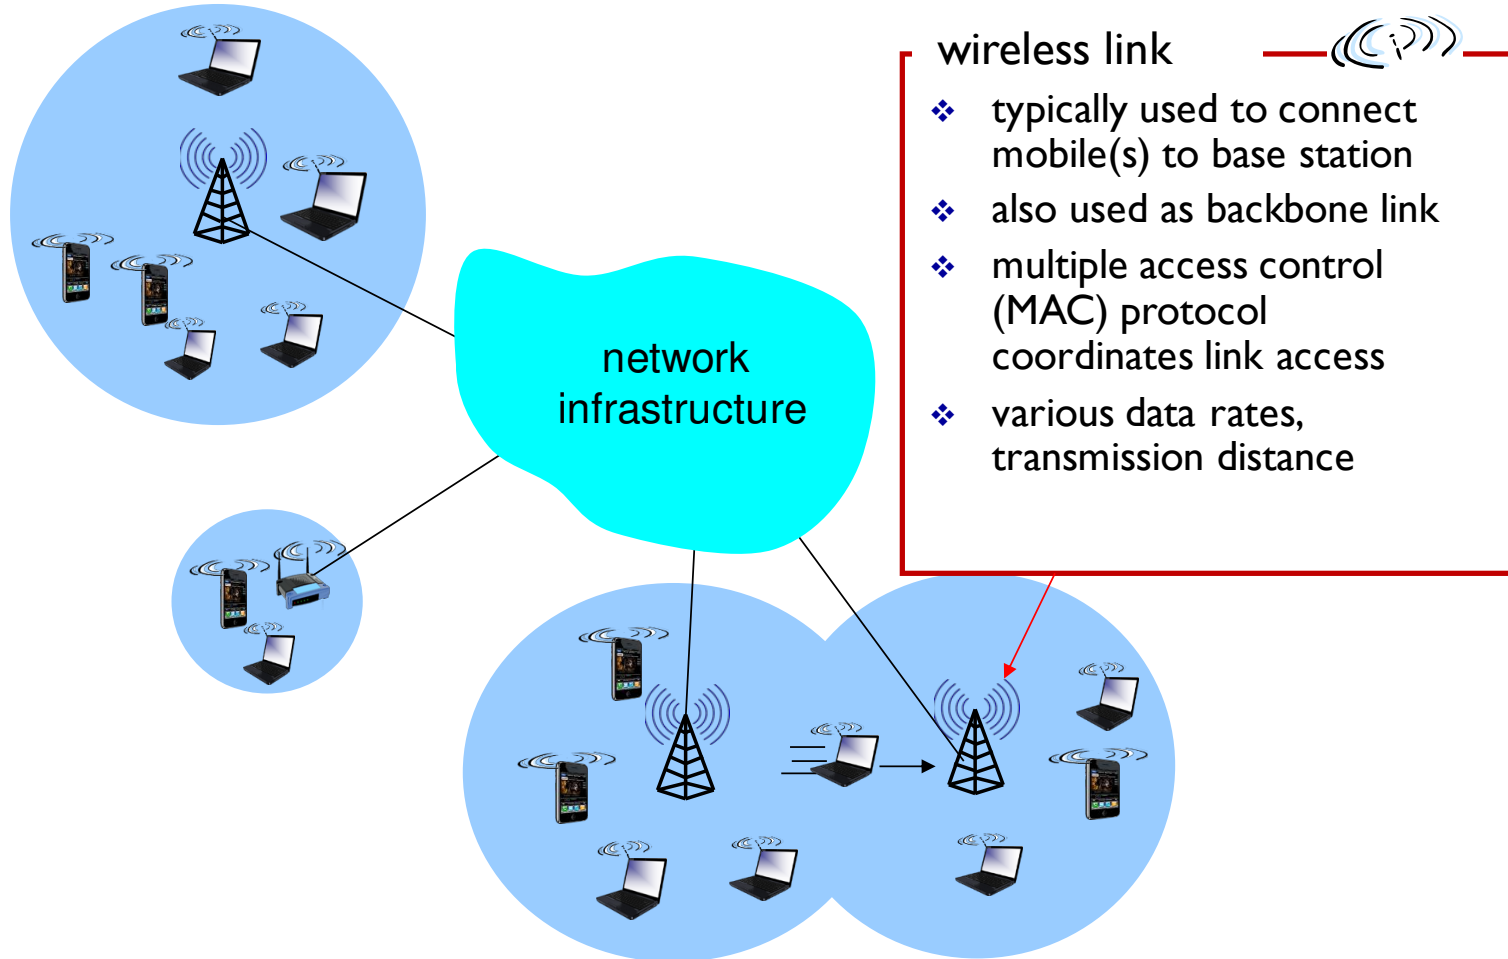 wireless link
❖ typically used to connect
mobile(s) to base station
❖ also used as backbone link
❖ multiple access control
(MAC) protocol
coordinates link access
❖ various data rates,
transmission distance
network
infrastructure